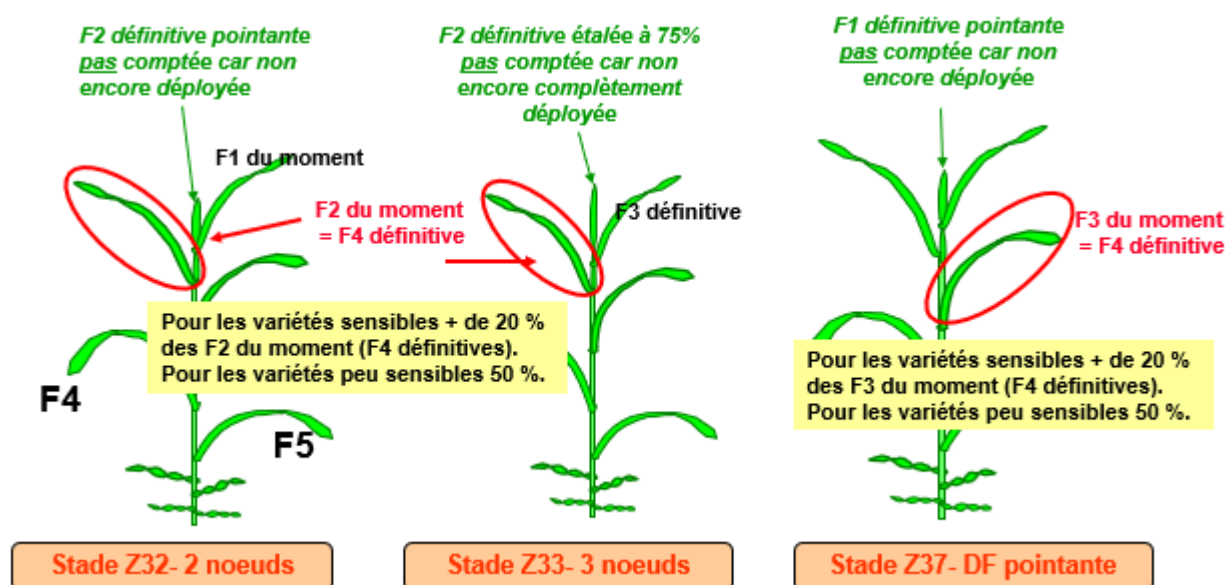 F2 définitive pointante
pas comptée car non
encore déployée
F2 définitive étalée à 75%
pas comptée car non
encore complètement
déployée
F1 définitive pointante
pas comptée car non
encore déployée
F1 du moment
F2 du moment
= F4 définitive
F3 définitive
F3 du moment
= F4 définitive
Pour les variétés sensibles + de 20 %
des F2 du moment (F4 définitives).
Pour les variétés peu sensibles 50 %.
Pour les variétés sensibles + de 20 %
des F3 du moment (F4 définitives).
Pour les variétés peu sensibles 50 %.
F4
F5
Stade Z32- 2 noeuds
Stade Z33- 3 noeuds
Stade Z37- DF pointante